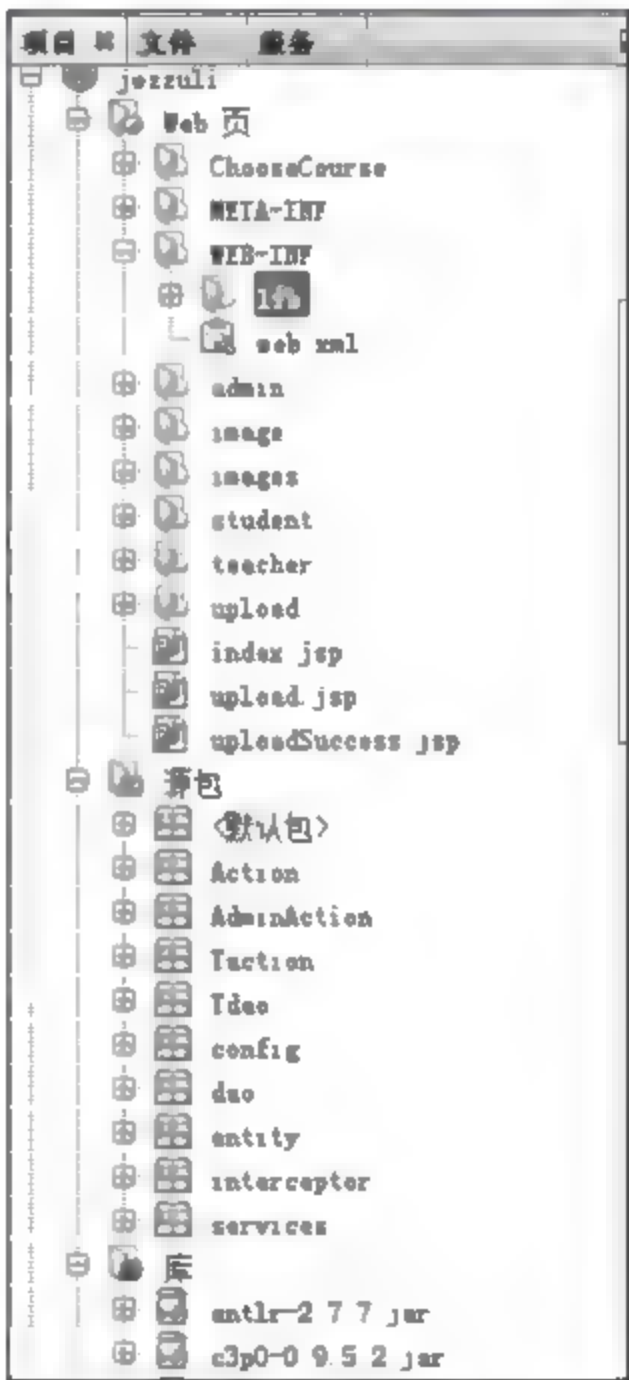 项目 文件 服务
jezzuli
Web 页
ChooseCourse
META-INF
WEB-INF
web xml
admin
image
images
student
teacher
upload
index jsp
upload.jsp
uploadSuccess jsp
源包
<默认包>
Action
AdminAction
Taction
Tdao
config
dao
entity
interceptor
services
库
antlr-2 7 7 jar
c3p0-0 9.5 2 jar